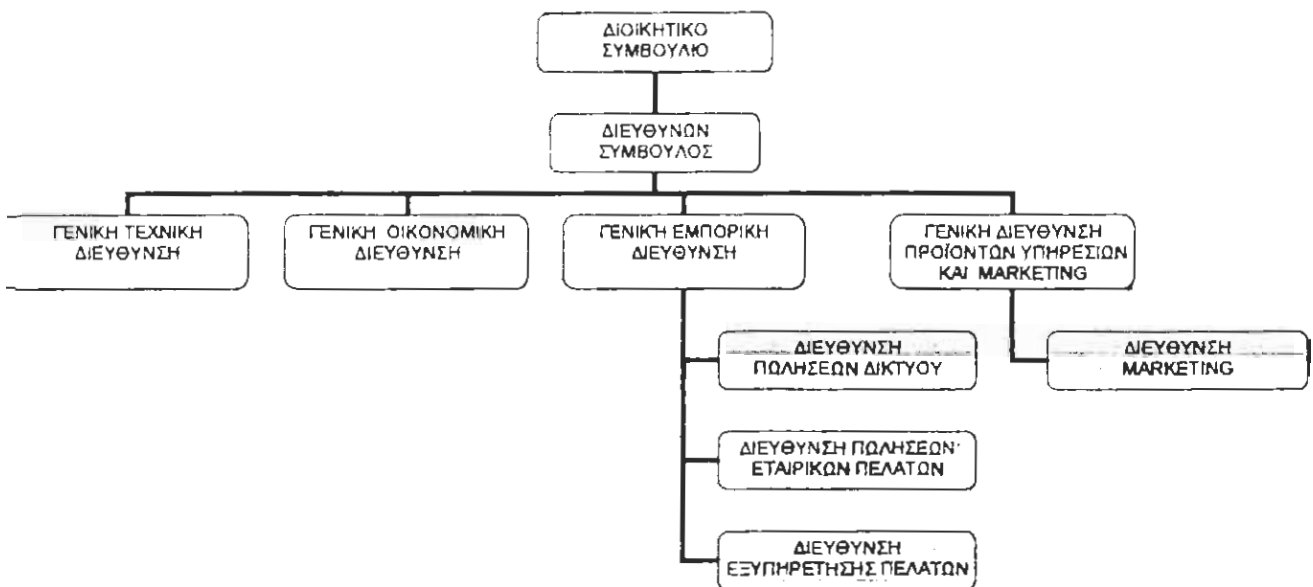 ΔΙΟΙΚΗΤΙΚΟ
ΣΥΜΒΟΥΛΙΟ
ΔΙΕΥΘΥΝΩΝ
ΣΥΜΒΟΥΛΟΣ
ΓΕΝΙΚΗ ΤΕΧΝΙΚΗ
ΔΙΕΥΘΥΝΣΗ
ΓΕΝΙΚΗ ΟΙΚΟΝΟΜΙΚΗ
ΔΙΕΥΘΥΝΣΗ
ΓΕΝΙΚΗ ΕΜΠΟΡΙΚΗ
ΔΙΕΥΘΥΝΣΗ
ΓΕΝΙΚΗ ΔΙΕΥΘΥΝΣΗ
ΠΡΟΪΟΝΤΩΝ ΥΠΗΡΕΣΙΩΝ
ΚΑΙ MARKETING
ΔΙΕΥΘΥΝΣΗ
ΠΩΛΗΣΕΩΝ ΔΙΚΤΥΟΥ
ΔΙΕΥΘΥΝΣΗ
MARKETING
ΔΙΕΥΘΥΝΣΗ ΠΩΛΗΣΕΩΝ
ΕΤΑΙΡΙΚΩΝ ΠΕΛΑΤΩΝ
ΔΙΕΥΘΥΝΣΗ
ΕΞΥΠΗΡΕΤΗΣΗΣ ΠΕΛΑΤΩΝ